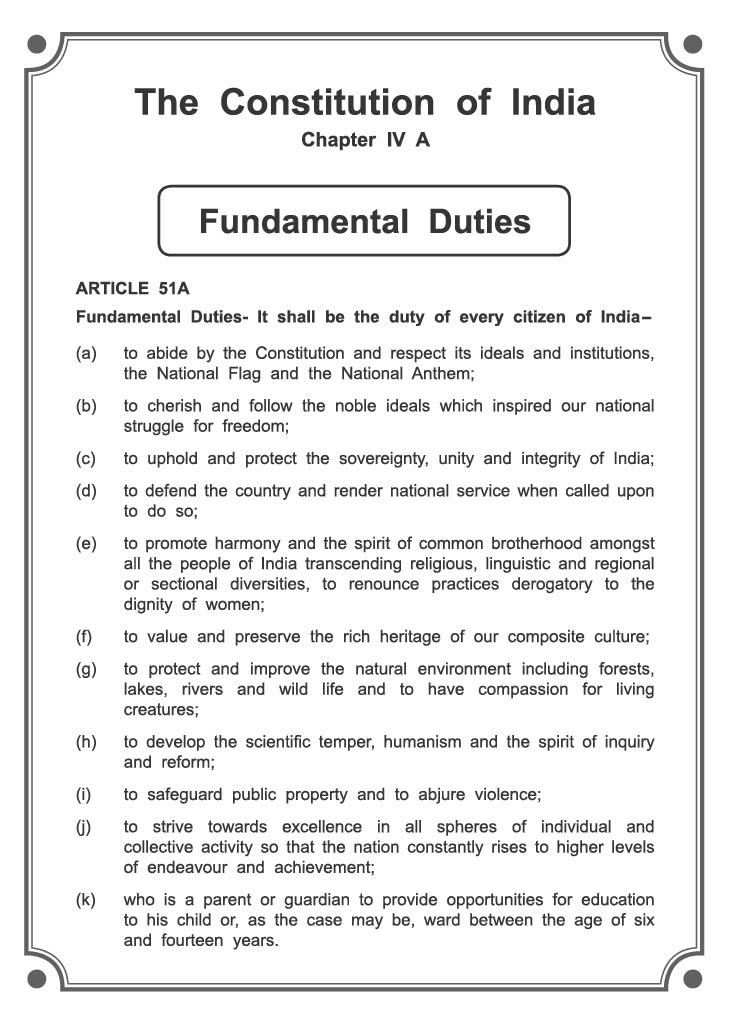 The Constitution of India
Chapter IV A
Fundamental Duties
ARTICLE 51A
Fundamental Duties- It shall be the duty of every citizen of India–
(a) to abide by the Constitution and respect its ideals and institutions,
the National Flag and the National Anthem;
(b) to cherish and follow the noble ideals which inspired our national
struggle for freedom;
(c) to uphold and protect the sovereignty, unity and integrity of India;
(d) to defend the country and render national service when called upon
to do so;
(e) to promote harmony and the spirit of common brotherhood amongst
all the people of India transcending religious, linguistic and regional
or sectional diversities, to renounce practices derogatory to the
dignity of women;
(f) to value and preserve the rich heritage of our composite culture;
(g) to protect and improve the natural environment including forests,
lakes, rivers and wild life and to have compassion for living
creatures;
(h) to develop the scientific temper, humanism and the spirit of inquiry
and reform;
(i) to safeguard public property and to abjure violence;
(j) to strive towards excellence in all spheres of individual and
collective activity so that the nation constantly rises to higher levels
of endeavour and achievement;
(k) who is a parent or guardian to provide opportunities for education
to his child or, as the case may be, ward between the age of six
and fourteen years.